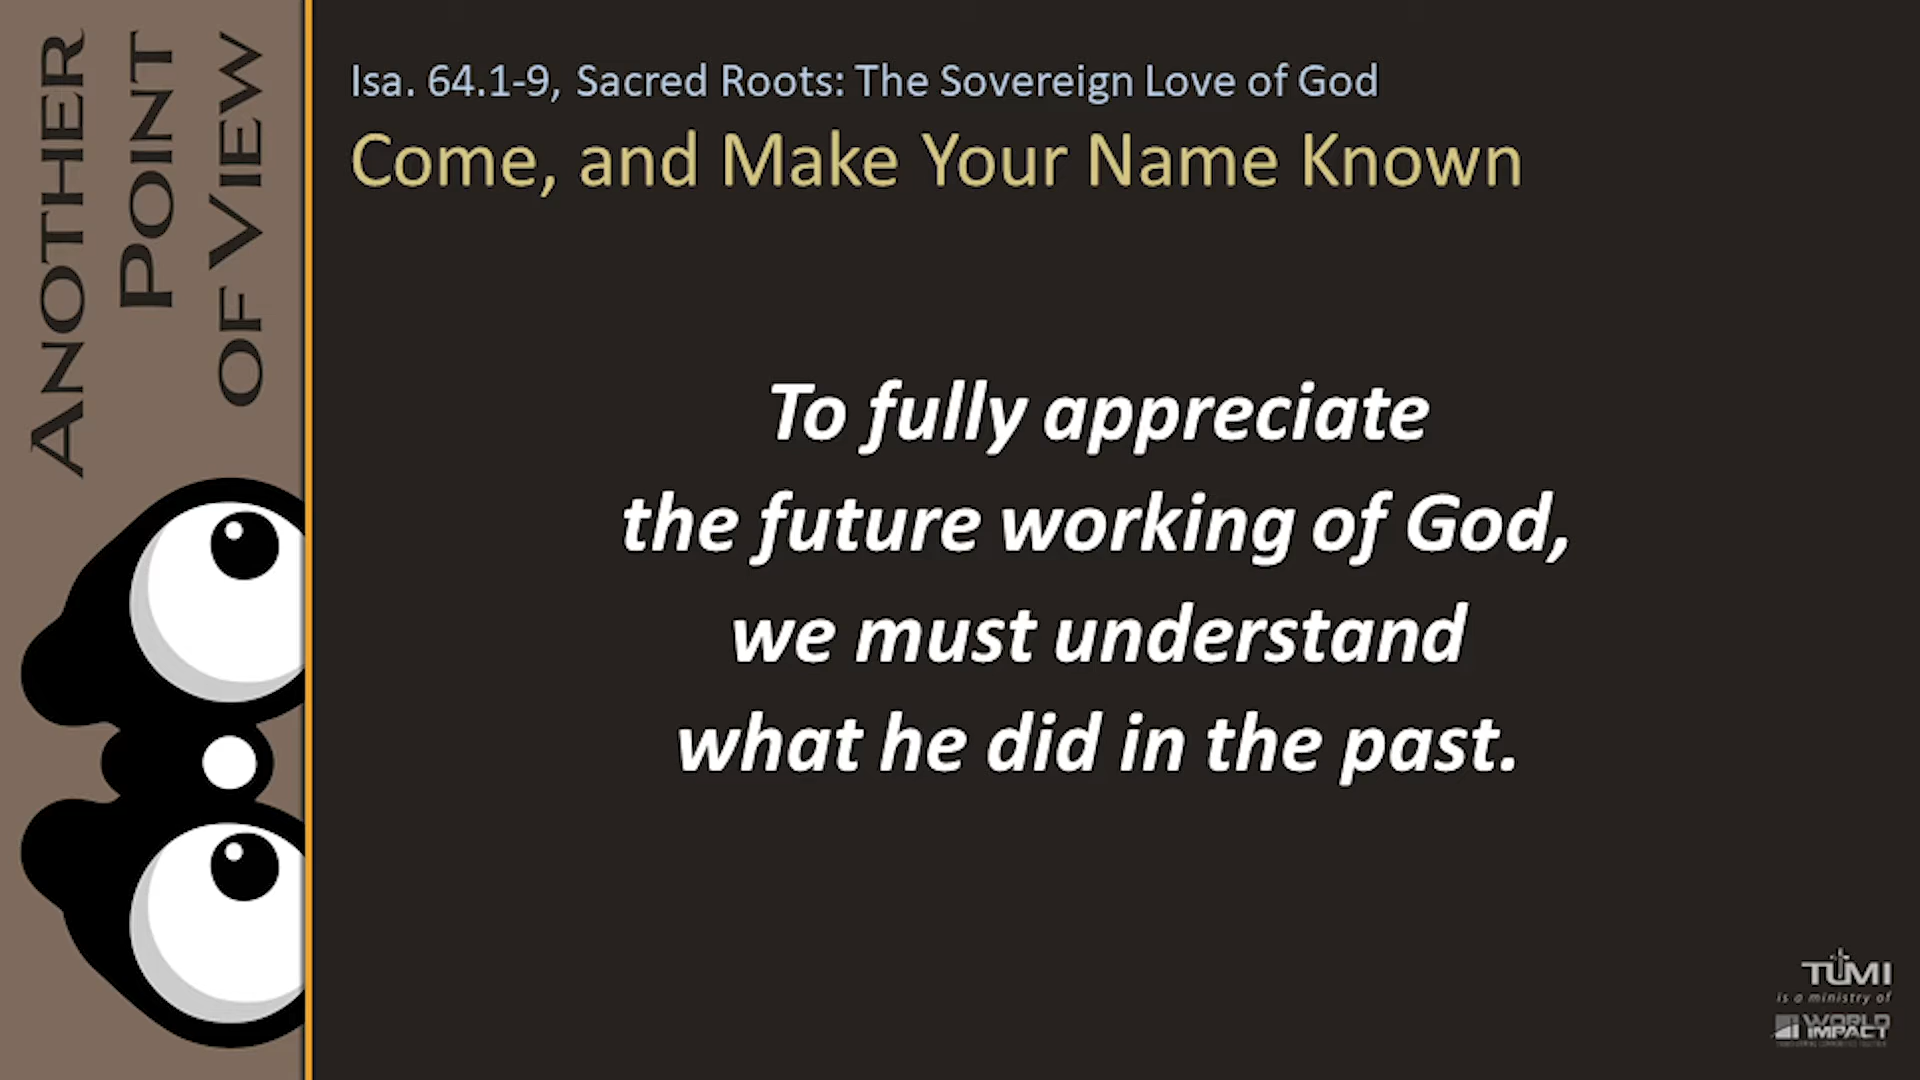 ANOTHER
POINT
OF VIEW
Isa. 64.1-9, Sacred Roots: The Sovereign Love of God
Come, and Make Your Name Known
To fully appreciate
the future working of God,
we must understand
what he did in the past.
TUMI
is a ministry of
WORLD
IMPACT